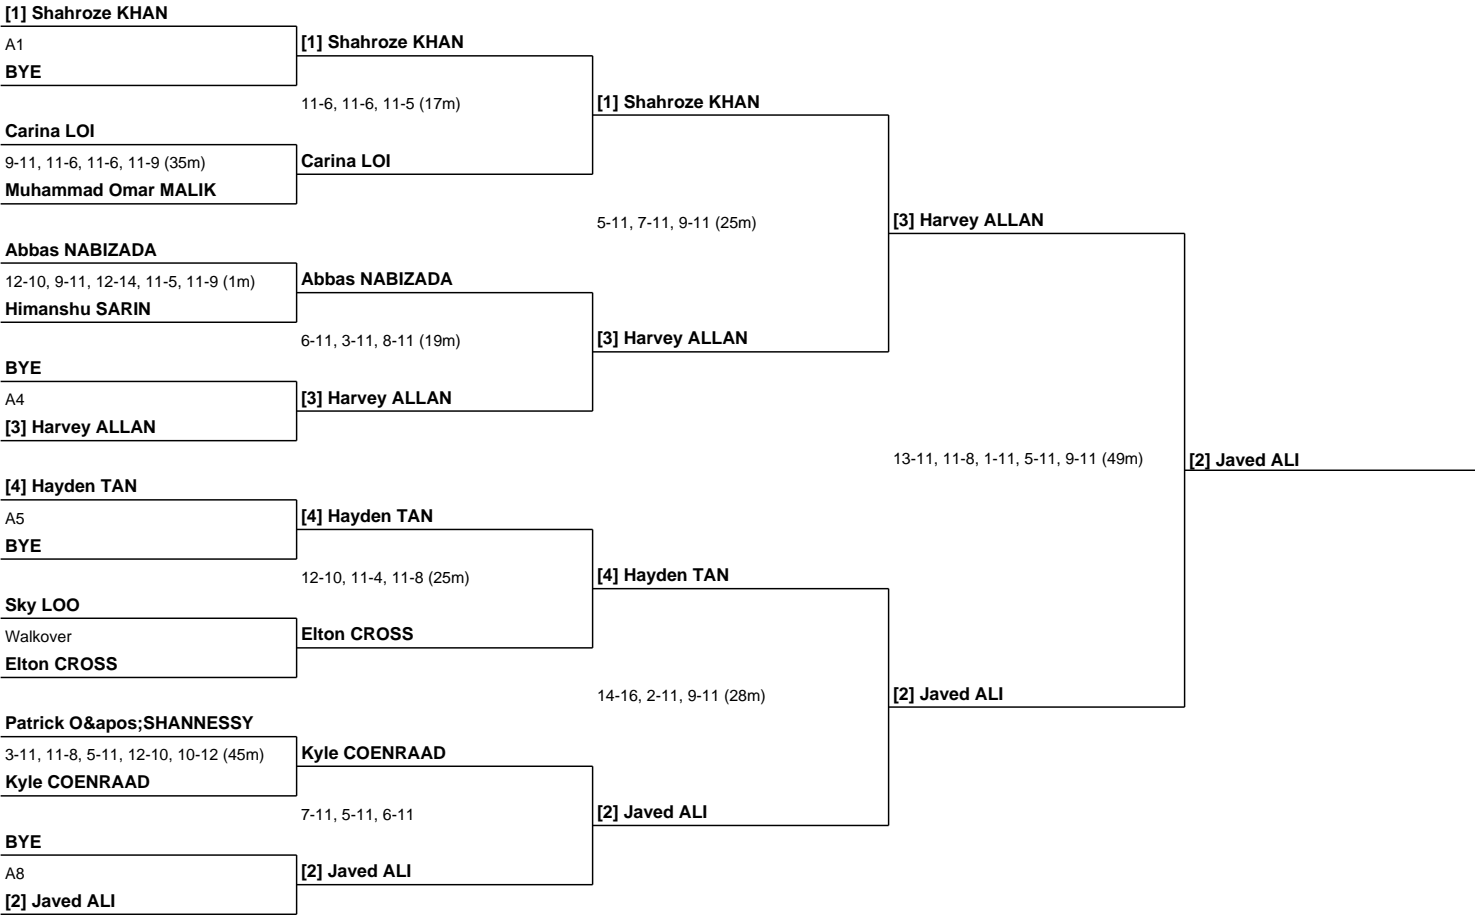 [1] Shahroze KHAN
A1
BYE
Carina LOI
9-11, 11-6, 11-6, 11-9 (35m)
Muhammad Omar MALIK
Abbas NABIZADA
12-10, 9-11, 12-14, 11-5, 11-9 (1m)
Himanshu SARIN
BYE
A4
[3] Harvey ALLAN
[4] Hayden TAN
A5
BYE
Sky LOO
Walkover
Elton CROSS
Patrick O&apos;SHANNESSY
3-11, 11-8, 5-11, 12-10, 10-12 (45m)
Kyle COENRAAD
BYE
A8
[2] Javed ALI
[1] Shahroze KHAN
11-6, 11-6, 11-5 (17m)
Carina LOI
Abbas NABIZADA
6-11, 3-11, 8-11 (19m)
[3] Harvey ALLAN
[4] Hayden TAN
12-10, 11-4, 11-8 (25m)
Elton CROSS
Kyle COENRAAD
7-11, 5-11, 6-11
[2] Javed ALI
[1] Shahroze KHAN
5-11, 7-11, 9-11 (25m)
[3] Harvey ALLAN
[4] Hayden TAN
14-16, 2-11, 9-11 (28m)
[2] Javed ALI
[3] Harvey ALLAN
13-11, 11-8, 1-11, 5-11, 9-11 (49m)
[2] Javed ALI
[2] Javed ALI